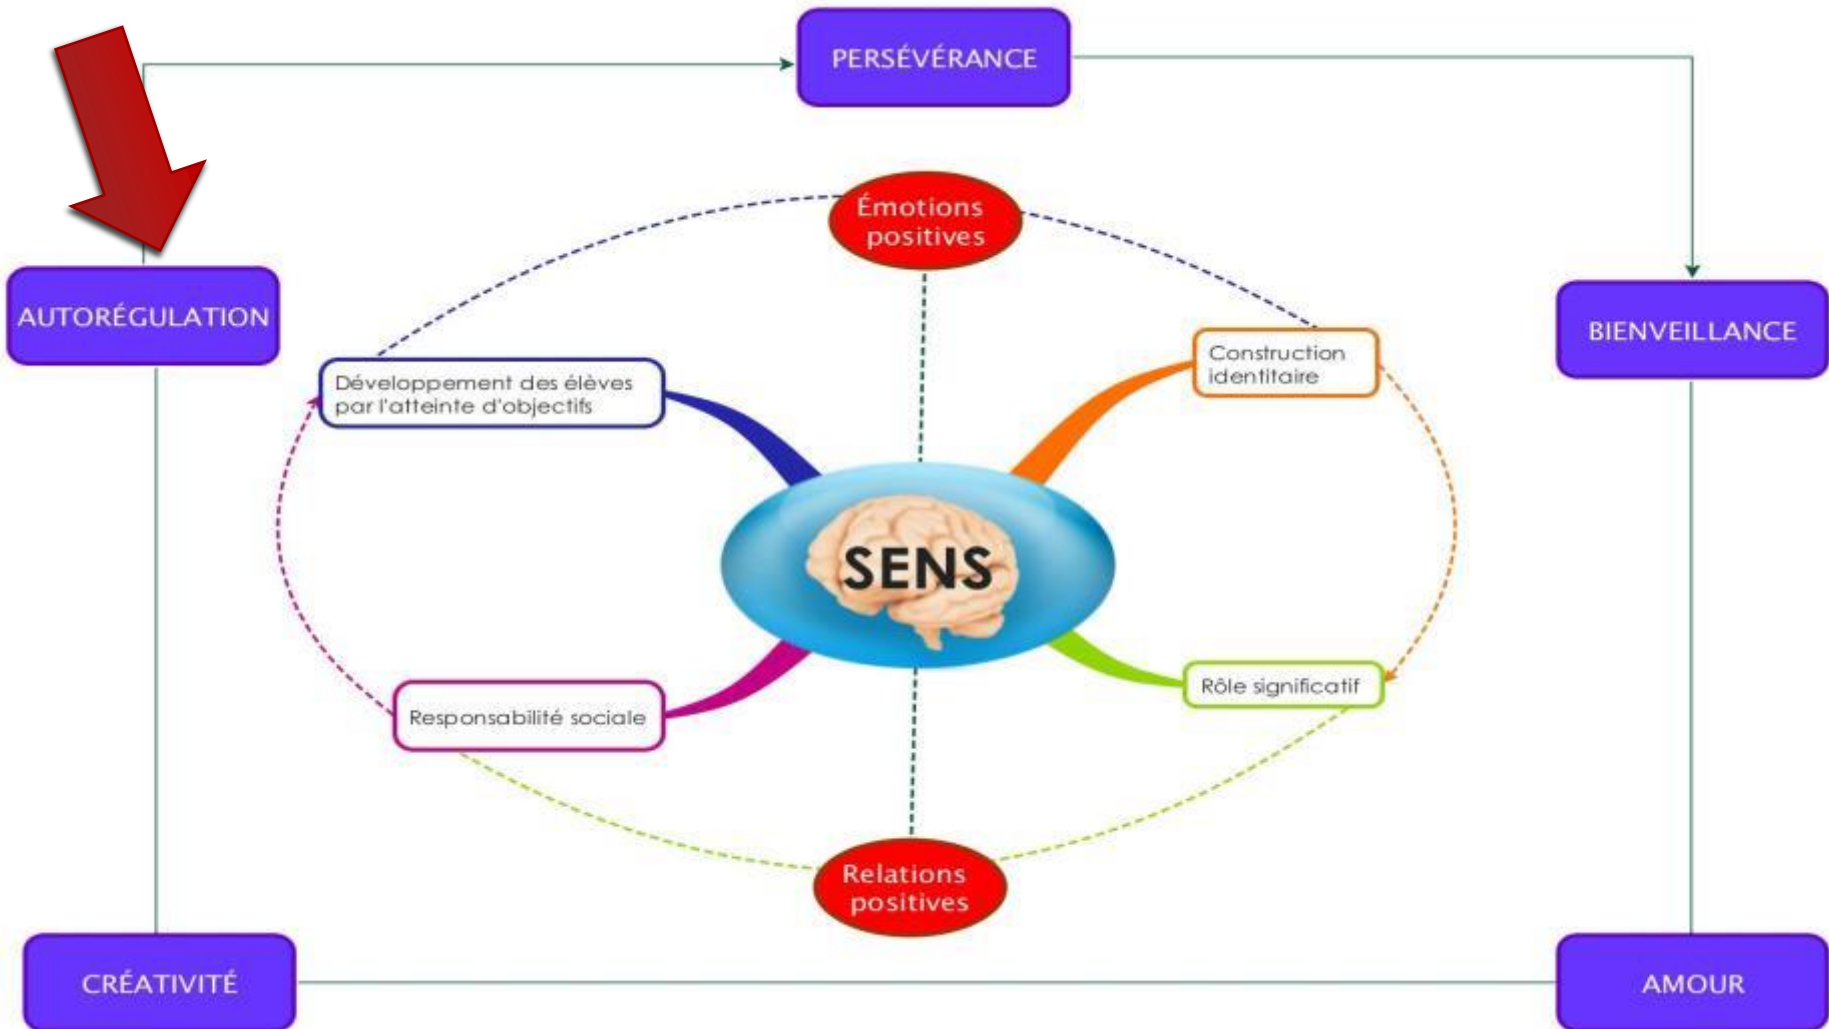 PERSÉVÉRANCE
Émotions
positives
AUTORÉGULATION
BIENVEILLANCE
Développement des élèves
par l'atteinte d'objectifs
Construction
identitaire
SENS
Responsabilité sociale
Rôle significatif
Relations
positives
CRÉATIVITÉ
AMOUR